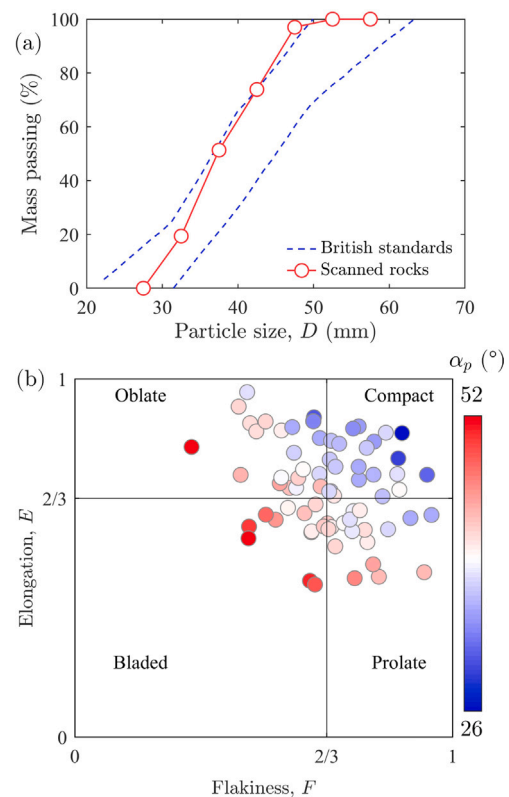 (a)
Mass passing (%)
100
80
60
40
20
0
British standards
Scanned rocks
20 30 40 50 60 70
Particle size, D (mm)
(b)
αp (°)
52
26
Elongation, E
1
2/3
0
Oblate Compact
Bladed Prolate
0 2/3 1
Flakiness, F